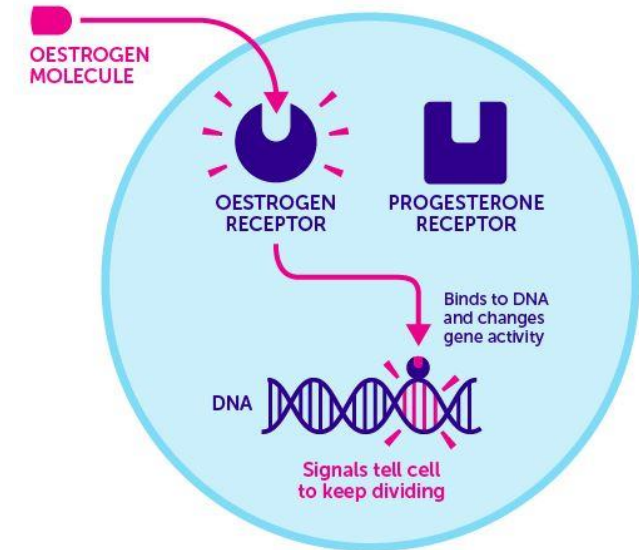 OESTROGEN
MOLECULE
OESTROGEN
RECEPTOR
PROGESTERONE
RECEPTOR
Binds to DNA
and changes
gene activity
DNA
Signals tell cell
to keep dividing